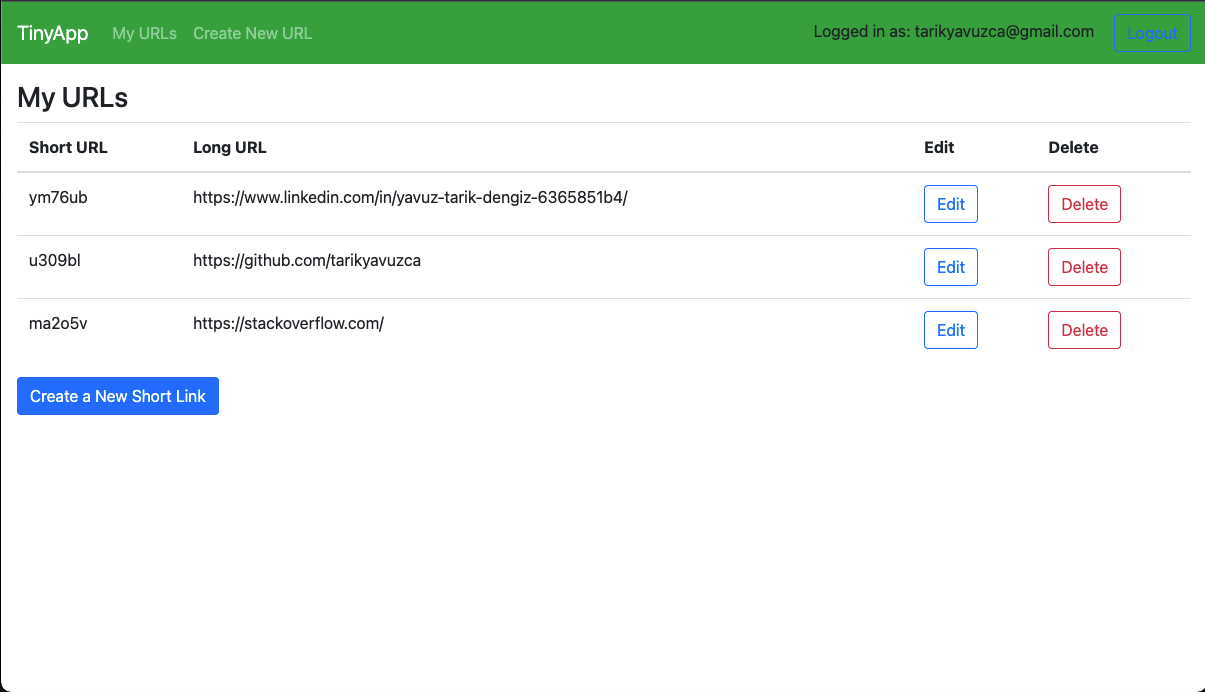 TinyApp My URLs Create New URL Logged in as: tarikyavuzca@gmail.com Logout
My URLs
Short URL Long URL Edit Delete
ym76ub https://www.linkedin.com/in/yavuz-tarik-dengiz-6365851b4/ Edit Delete
u309bl https://github.com/tarikyavuzca Edit Delete
ma2o5v https://stackoverflow.com/ Edit Delete
Create a New Short Link